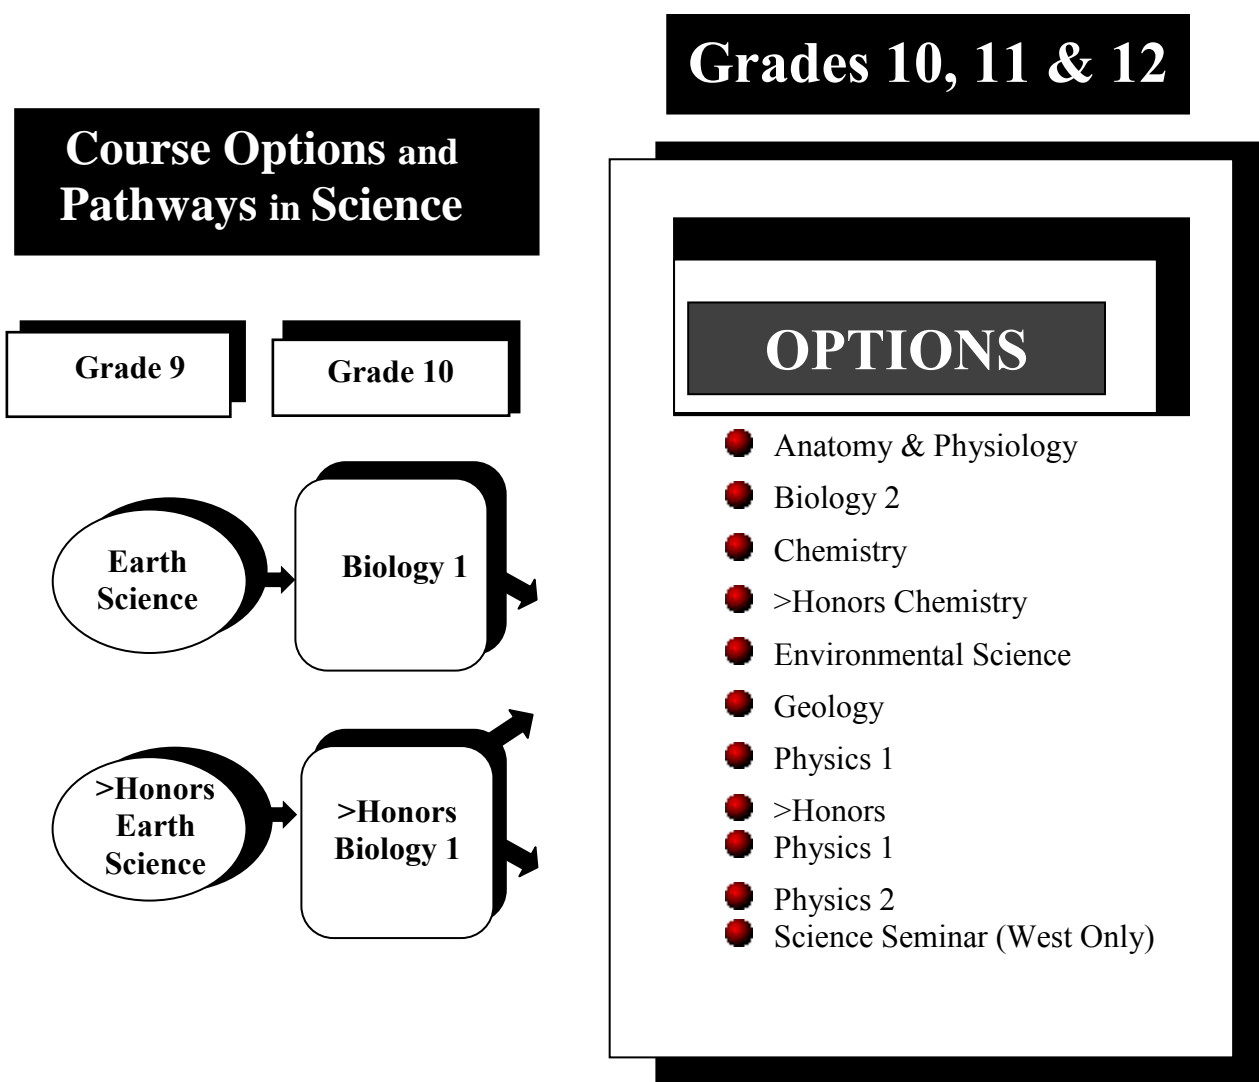 Course Options and
Pathways in Science
Grade 9
Grade 10
Earth
Science
Biology 1
>Honors
Earth
Science
>Honors
Biology 1
Grades 10, 11 & 12
OPTIONS
Anatomy & Physiology
Biology 2
Chemistry
>Honors Chemistry
Environmental Science
Geology
Physics 1
>Honors
Physics 1
Physics 2
Science Seminar (West Only)